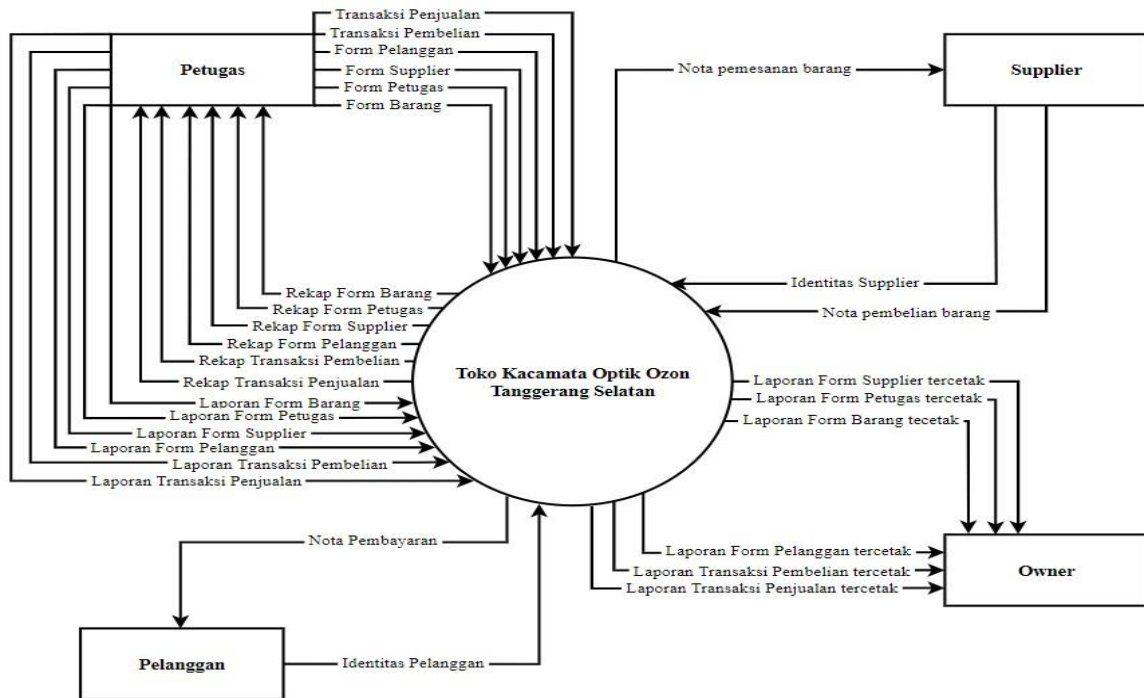 Transaksi Penjualan
Transaksi Pembelian
Form Pelanggan
Form Supplier
Form Petugas
Form Barang
Petugas
Nota pemesanan barang
Supplier
Identitas Supplier
Nota pembelian barang
Rekap Form Barang
Rekap Form Petugas
Rekap Form Supplier
Rekap Form Pelanggan
Rekap Transaksi Pembelian
Rekap Transaksi Penjualan
Laporan Form Barang
Laporan Form Petugas
Laporan Form Supplier
Laporan Form Pelanggan
Laporan Transaksi Pembelian
Laporan Transaksi Penjualan
Toko Kacamata Optik Ozon
Tanggerang Selatan
Laporan Form Supplier tercetak
Laporan Form Petugas tercetak
Laporan Form Barang tecetak
Laporan Form Pelanggan tercetak
Laporan Transaksi Pembelian tercetak
Laporan Transaksi Penjualan tercetak
Owner
Nota Pembayaran
Pelanggan
Identitas Pelanggan